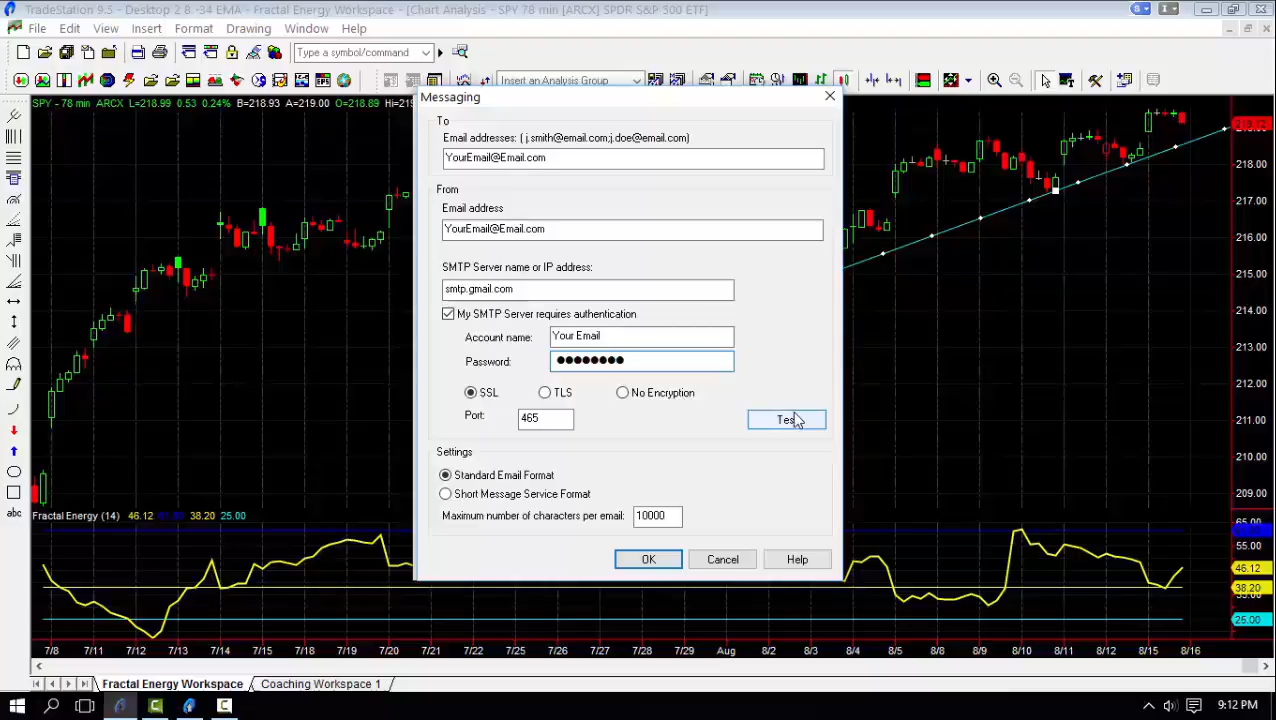 TradeStation 9.5 - Desktop 2 8 -34 EMA - Fractal Energy Workspace - [Chart Analysis - SPY 78 min [ARCX] SPDR S&P 500 ETF]
File Edit View Insert Format Drawing Window Help
Type a symbol/command
Insert an Analysis Group
SPY - 78 min ARCX L=218.99 0.53 0.24% B=218.93 A=219.00 O=218.89
Messaging
To
Email addresses: ( j.smith@email.com;j.doe@email.com)
YourEmail@Email.com
From
Email address
YourEmail@Email.com
SMTP Server name or IP address:
smtp.gmail.com
My SMTP Server requires authentication
Account name: Your Email
Password:
SSL TLS No Encryption
Port: 465
Settings
Standard Email Format
Short Message Service Format
Maximum number of characters per email: 10000
OK Cancel Help
218.00
217.00
216.00
215.00
214.00
213.00
212.00
211.00
210.00
209.00
Fractal Energy (14) 46.12 38.20 25.00
65.00
55.00
46.12
38.20
25.00
7/8 7/11 7/12 7/13 7/14 7/15 7/18 7/19 7/20 7/21 7/22 7/25 7/26 7/27 7/28 7/29 Aug 8/2 8/3 8/4 8/5 8/8 8/9 8/10 8/11 8/12 8/15 8/16
Fractal Energy Workspace Coaching Workspace 1
9:12 PM